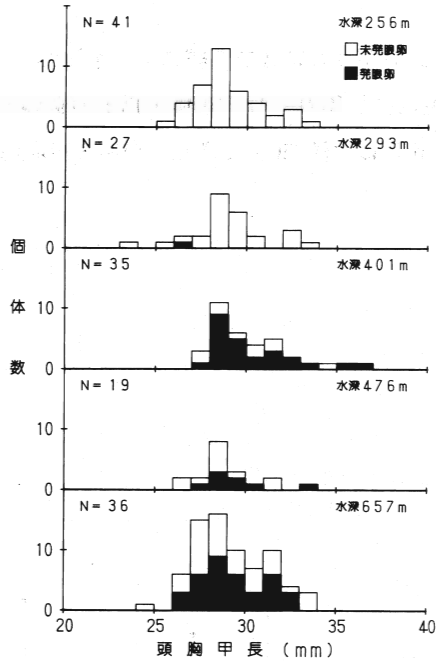 N= 41 水深256m
□未発眼卵
■発眼卵
10
0
N= 27 水深293m
10
0
N= 35 水深401m
10
0
N= 19 水深476m
10
0
N= 36 水深657m
10
0
個体数
20 25 30 35 40
頭胸甲長 (mm)